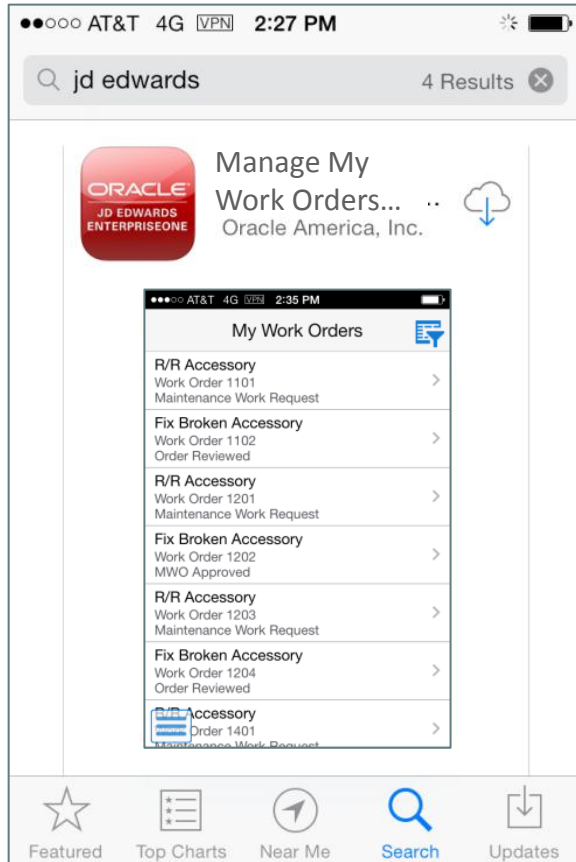 AT&T 4G VPN 2:27 PM
jd edwards 4 Results
ORACLE
JD EDWARDS
ENTERPRISEONE
Manage My
Work Orders... ..
Oracle America, Inc.
AT&T 4G VPN 2:35 PM
My Work Orders
R/R Accessory
Work Order 1101
Maintenance Work Request
Fix Broken Accessory
Work Order 1102
Order Reviewed
R/R Accessory
Work Order 1201
Maintenance Work Request
Fix Broken Accessory
Work Order 1202
MWO Approved
R/R Accessory
Work Order 1203
Maintenance Work Request
Fix Broken Accessory
Work Order 1204
Order Reviewed
R/R Accessory
Work Order 1401
Maintenance Work Request
Featured Top Charts Near Me Search Updates